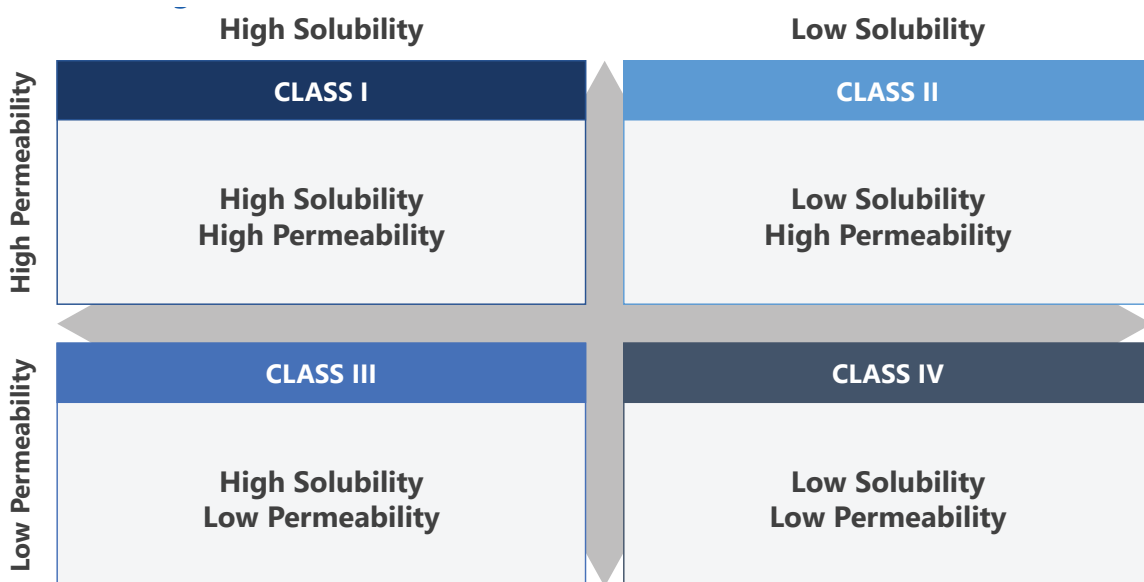 High Solubility
Low Solubility
High Permeability
CLASS I
High Solubility
High Permeability
CLASS II
Low Solubility
High Permeability
Low Permeability
CLASS III
High Solubility
Low Permeability
CLASS IV
Low Solubility
Low Permeability